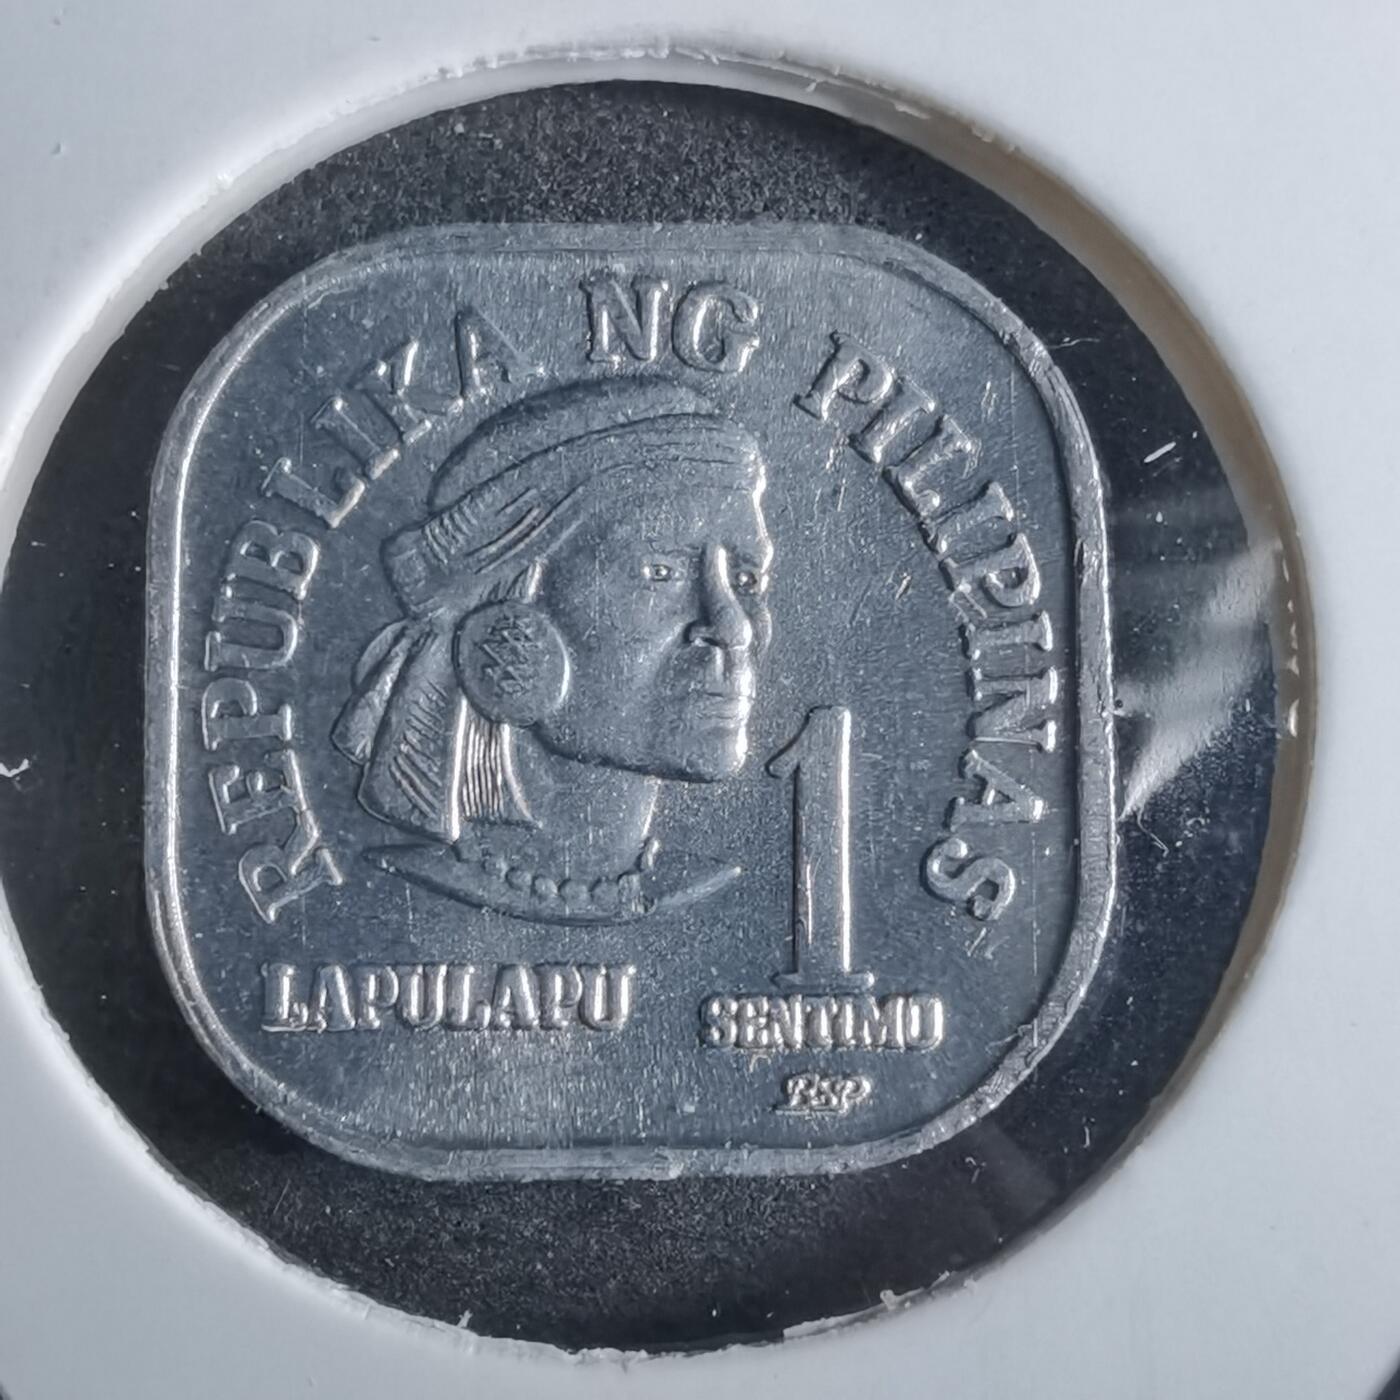 REPUBLIKA NG PILIPINAS
1
LAPULAPU
SENTIMO
BSP